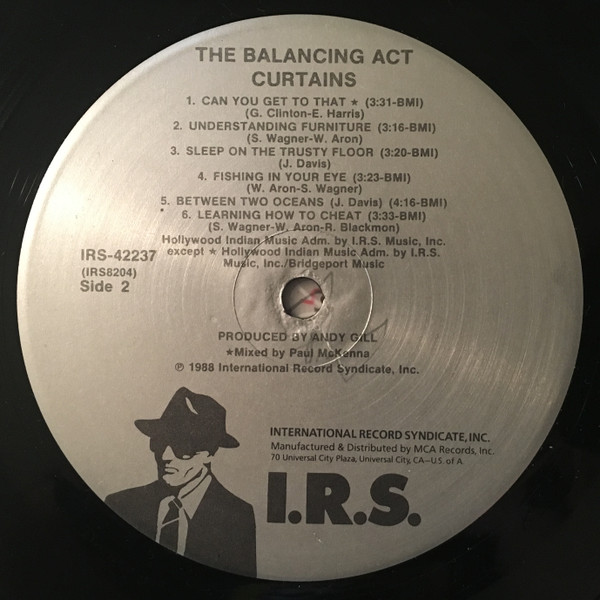 THE BALANCING ACT
CURTAINS
1. CAN YOU GET TO THAT ★ (3:31-BMI)
(G. Clinton-E. Harris)
2. UNDERSTANDING FURNITURE (3:16-BMI)
(S. Wagner-W. Aron)
3. SLEEP ON THE TRUSTY FLOOR (3:20-BMI)
(J. Davis)
4. FISHING IN YOUR EYE (3:23-BMI)
(W. Aron-S. Wagner)
5. BETWEEN TWO OCEANS (J. Davis) (4:16-BMI)
6. LEARNING HOW TO CHEAT (3:33-BMI)
(S. Wagner-W. Aron-R. Blackmon)
Hollywood Indian Music Adm. by I.R.S. Music, Inc.
except ★ Hollywood Indian Music Adm. by I.R.S.
Music, Inc./Bridgeport Music
IRS-42237
(IRS8204)
Side 2
PRODUCED BY ANDY GILL
★Mixed by Paul McKenna
℗ 1988 International Record Syndicate, Inc.
INTERNATIONAL RECORD SYNDICATE, INC.
Manufactured & Distributed by MCA Records, Inc.
70 Universal City Plaza, Universal City, CA—U.S. of A.
I.R.S.